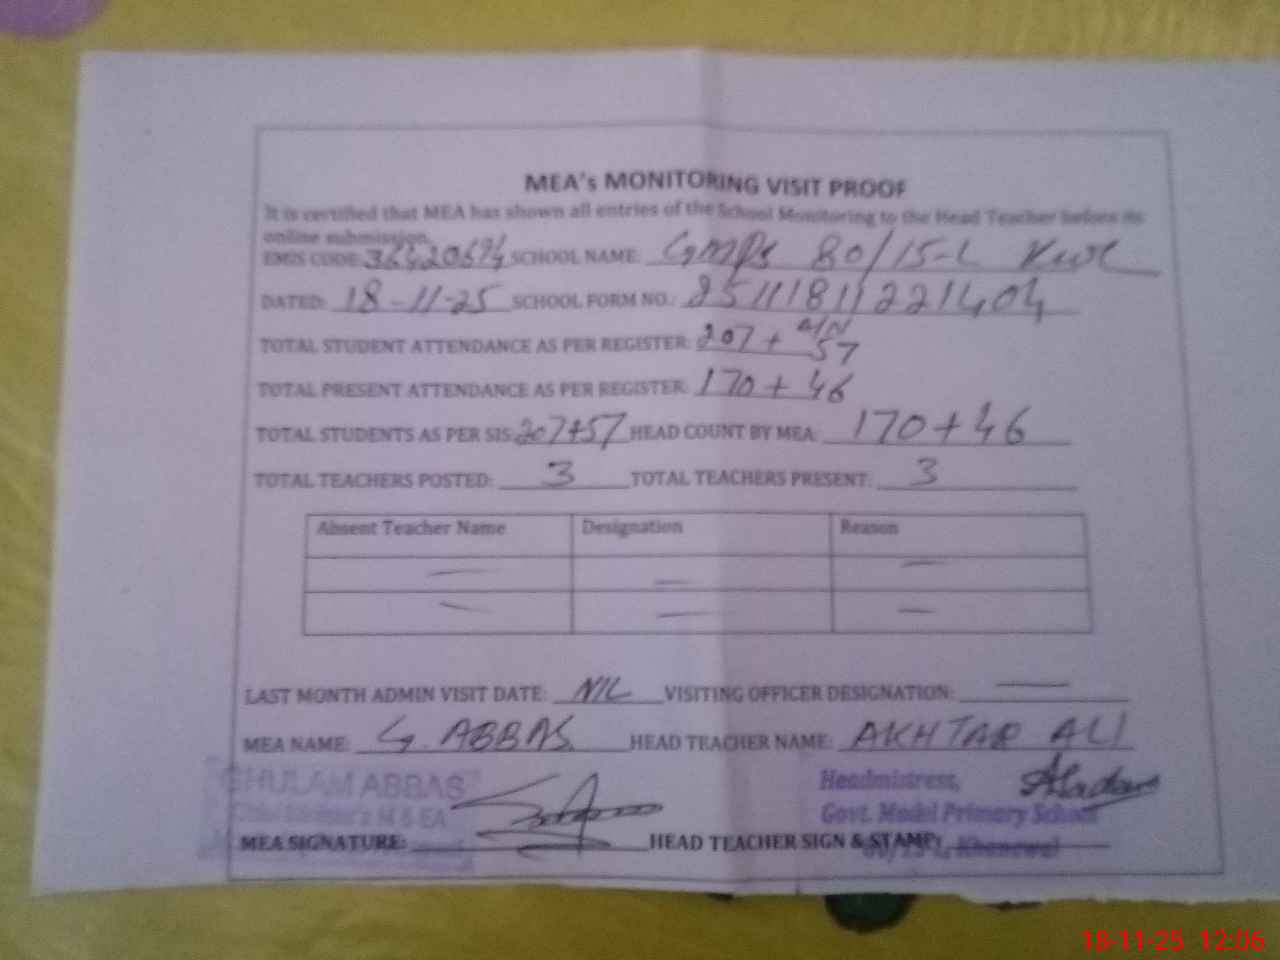 MEA's MONITORING VISIT PROOF
It is certified that MEA has shown all entries of the School Monitoring to the Head Teacher before its
online submission.
EMIS CODE: 36420694 SCHOOL NAME: GMPS 80/15-L KWL
DATED: 18-11-25 SCHOOL FORM NO.: 25111811221404
A/N
TOTAL STUDENT ATTENDANCE AS PER REGISTER: 207 + 57
TOTAL PRESENT ATTENDANCE AS PER REGISTER: 170 + 46
TOTAL STUDENTS AS PER SIS: 207+57 HEAD COUNT BY MEA: 170+46
TOTAL TEACHERS POSTED: 3 TOTAL TEACHERS PRESENT: 3
Absent Teacher Name Designation Reason
— — —
— — —
LAST MONTH ADMIN VISIT DATE: NIL VISITING OFFICER DESIGNATION: —
MEA NAME: G. ABBAS HEAD TEACHER NAME: AKHTAR ALI
GHULAM ABBAS Headmistress,
M & EA Govt. Model Primary School
MEA SIGNATURE: HEAD TEACHER SIGN & STAMP:
80/15-L, Khanewal
18-11-25 12:06